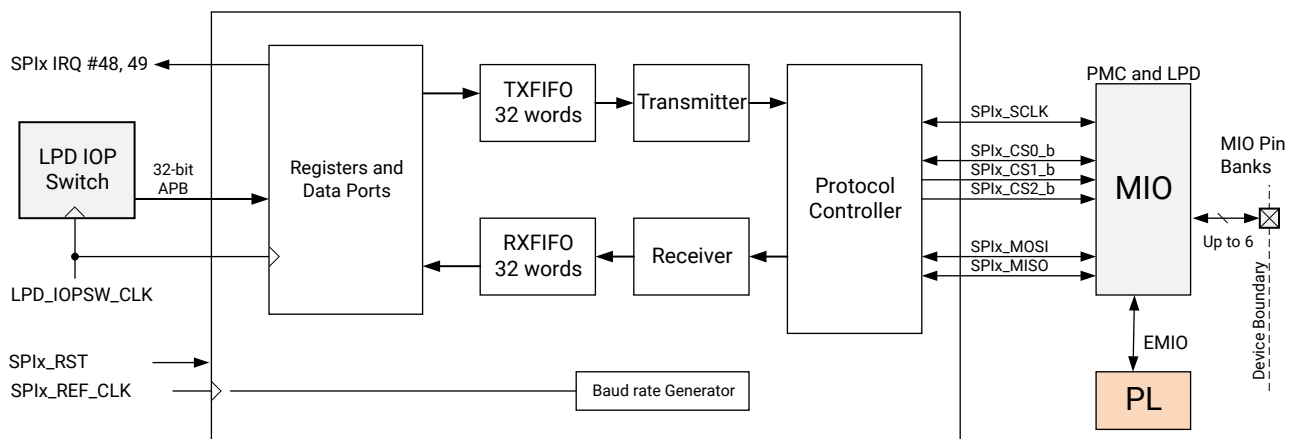 SPIx IRQ #48, 49
LPD IOP
Switch
32-bit
APB
LPD_IOPSW_CLK
SPIx_RST
SPIx_REF_CLK
Registers and
Data Ports
TXFIFO
32 words
Transmitter
RXFIFO
32 words
Receiver
Baud rate Generator
Protocol
Controller
SPIx_SCLK
SPIx_CS0_b
SPIx_CS1_b
SPIx_CS2_b
SPIx_MOSI
SPIx_MISO
PMC and LPD
MIO
EMIO
PL
MIO Pin
Banks
Up to 6
Device Boundary